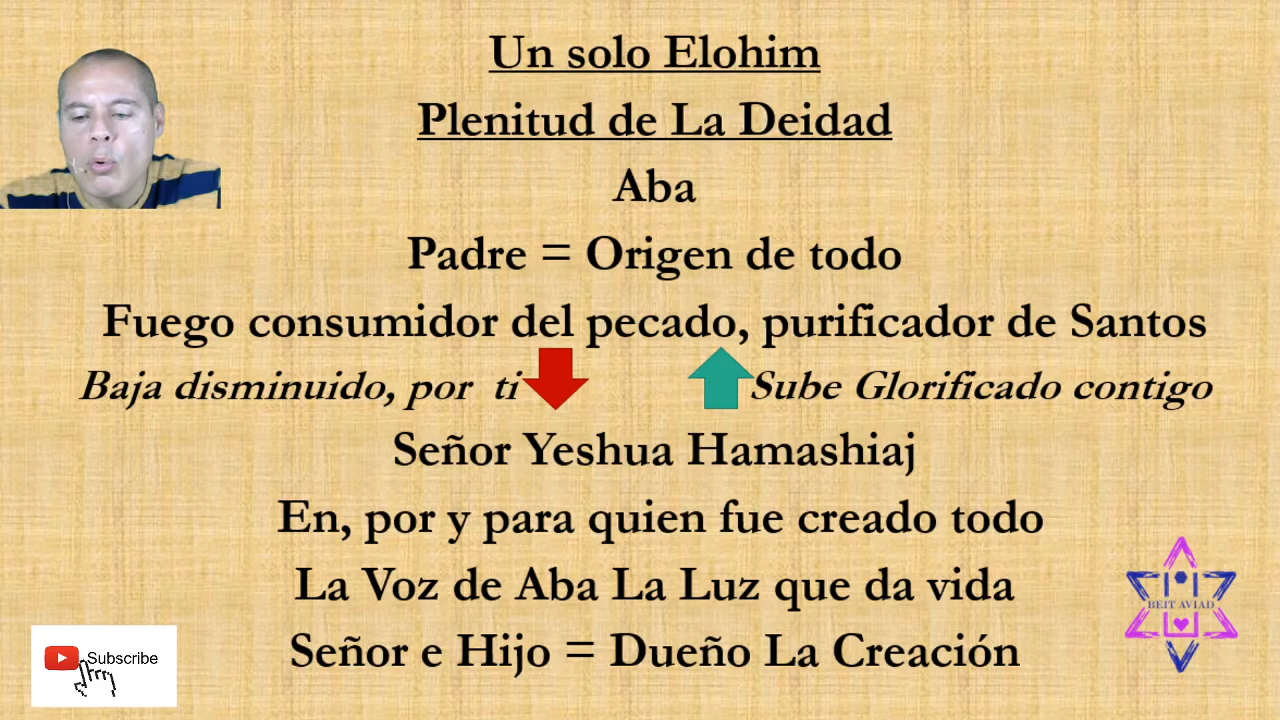 Un solo Elohim
Plenitud de La Deidad
Aba
Padre = Origen de todo
Fuego consumidor del pecado, purificador de Santos
Baja disminuido, por ti
Sube Glorificado contigo
Señor Yeshua Hamashiaj
En, por y para quien fue creado todo
La Voz de Aba La Luz que da vida
Señor e Hijo = Dueño La Creación
BEIT AVIAD
Subscribe